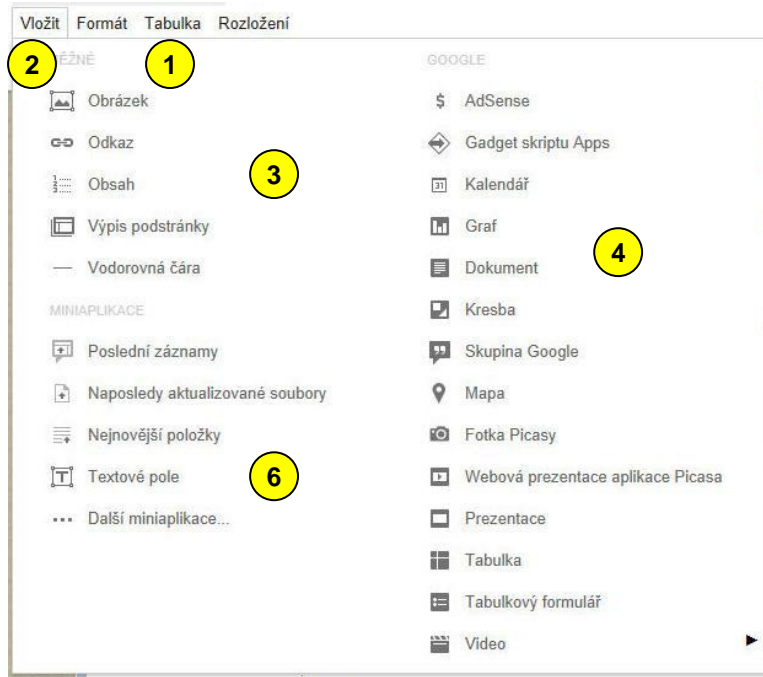 Vložit Formát Tabulka Rozložení
2 ĚŽNÉ 1
Obrázek
Odkaz
3
Obsah
Výpis podstránky
Vodorovná čára
MINIAPLIKACE
Poslední záznamy
Naposledy aktualizované soubory
Nejnovější položky
Textové pole 6
Další miniaplikace...
GOOGLE
AdSense
Gadget skriptu Apps
31 Kalendář
Graf
4
Dokument
Kresba
Skupina Google
Mapa
Fotka Picasy
Webová prezentace aplikace Picasa
Prezentace
Tabulka
Tabulkový formulář
Video